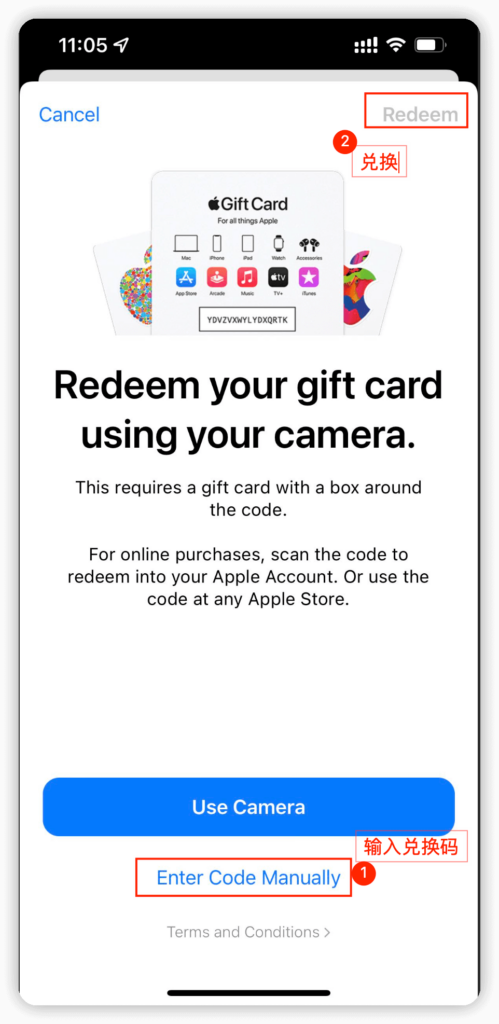 11:05
Cancel
Redeem
2
兑换
Gift Card
For all things Apple
Mac iPhone iPad Watch Accessories
App Store Arcade Music TV+ iTunes
tv
YDVZVXWYLYDXQRTK
Redeem your gift card
using your camera.
This requires a gift card with a box around
the code.
For online purchases, scan the code to
redeem into your Apple Account. Or use the
code at any Apple Store.
Use Camera
输入兑换码
Enter Code Manually
1
Terms and Conditions >